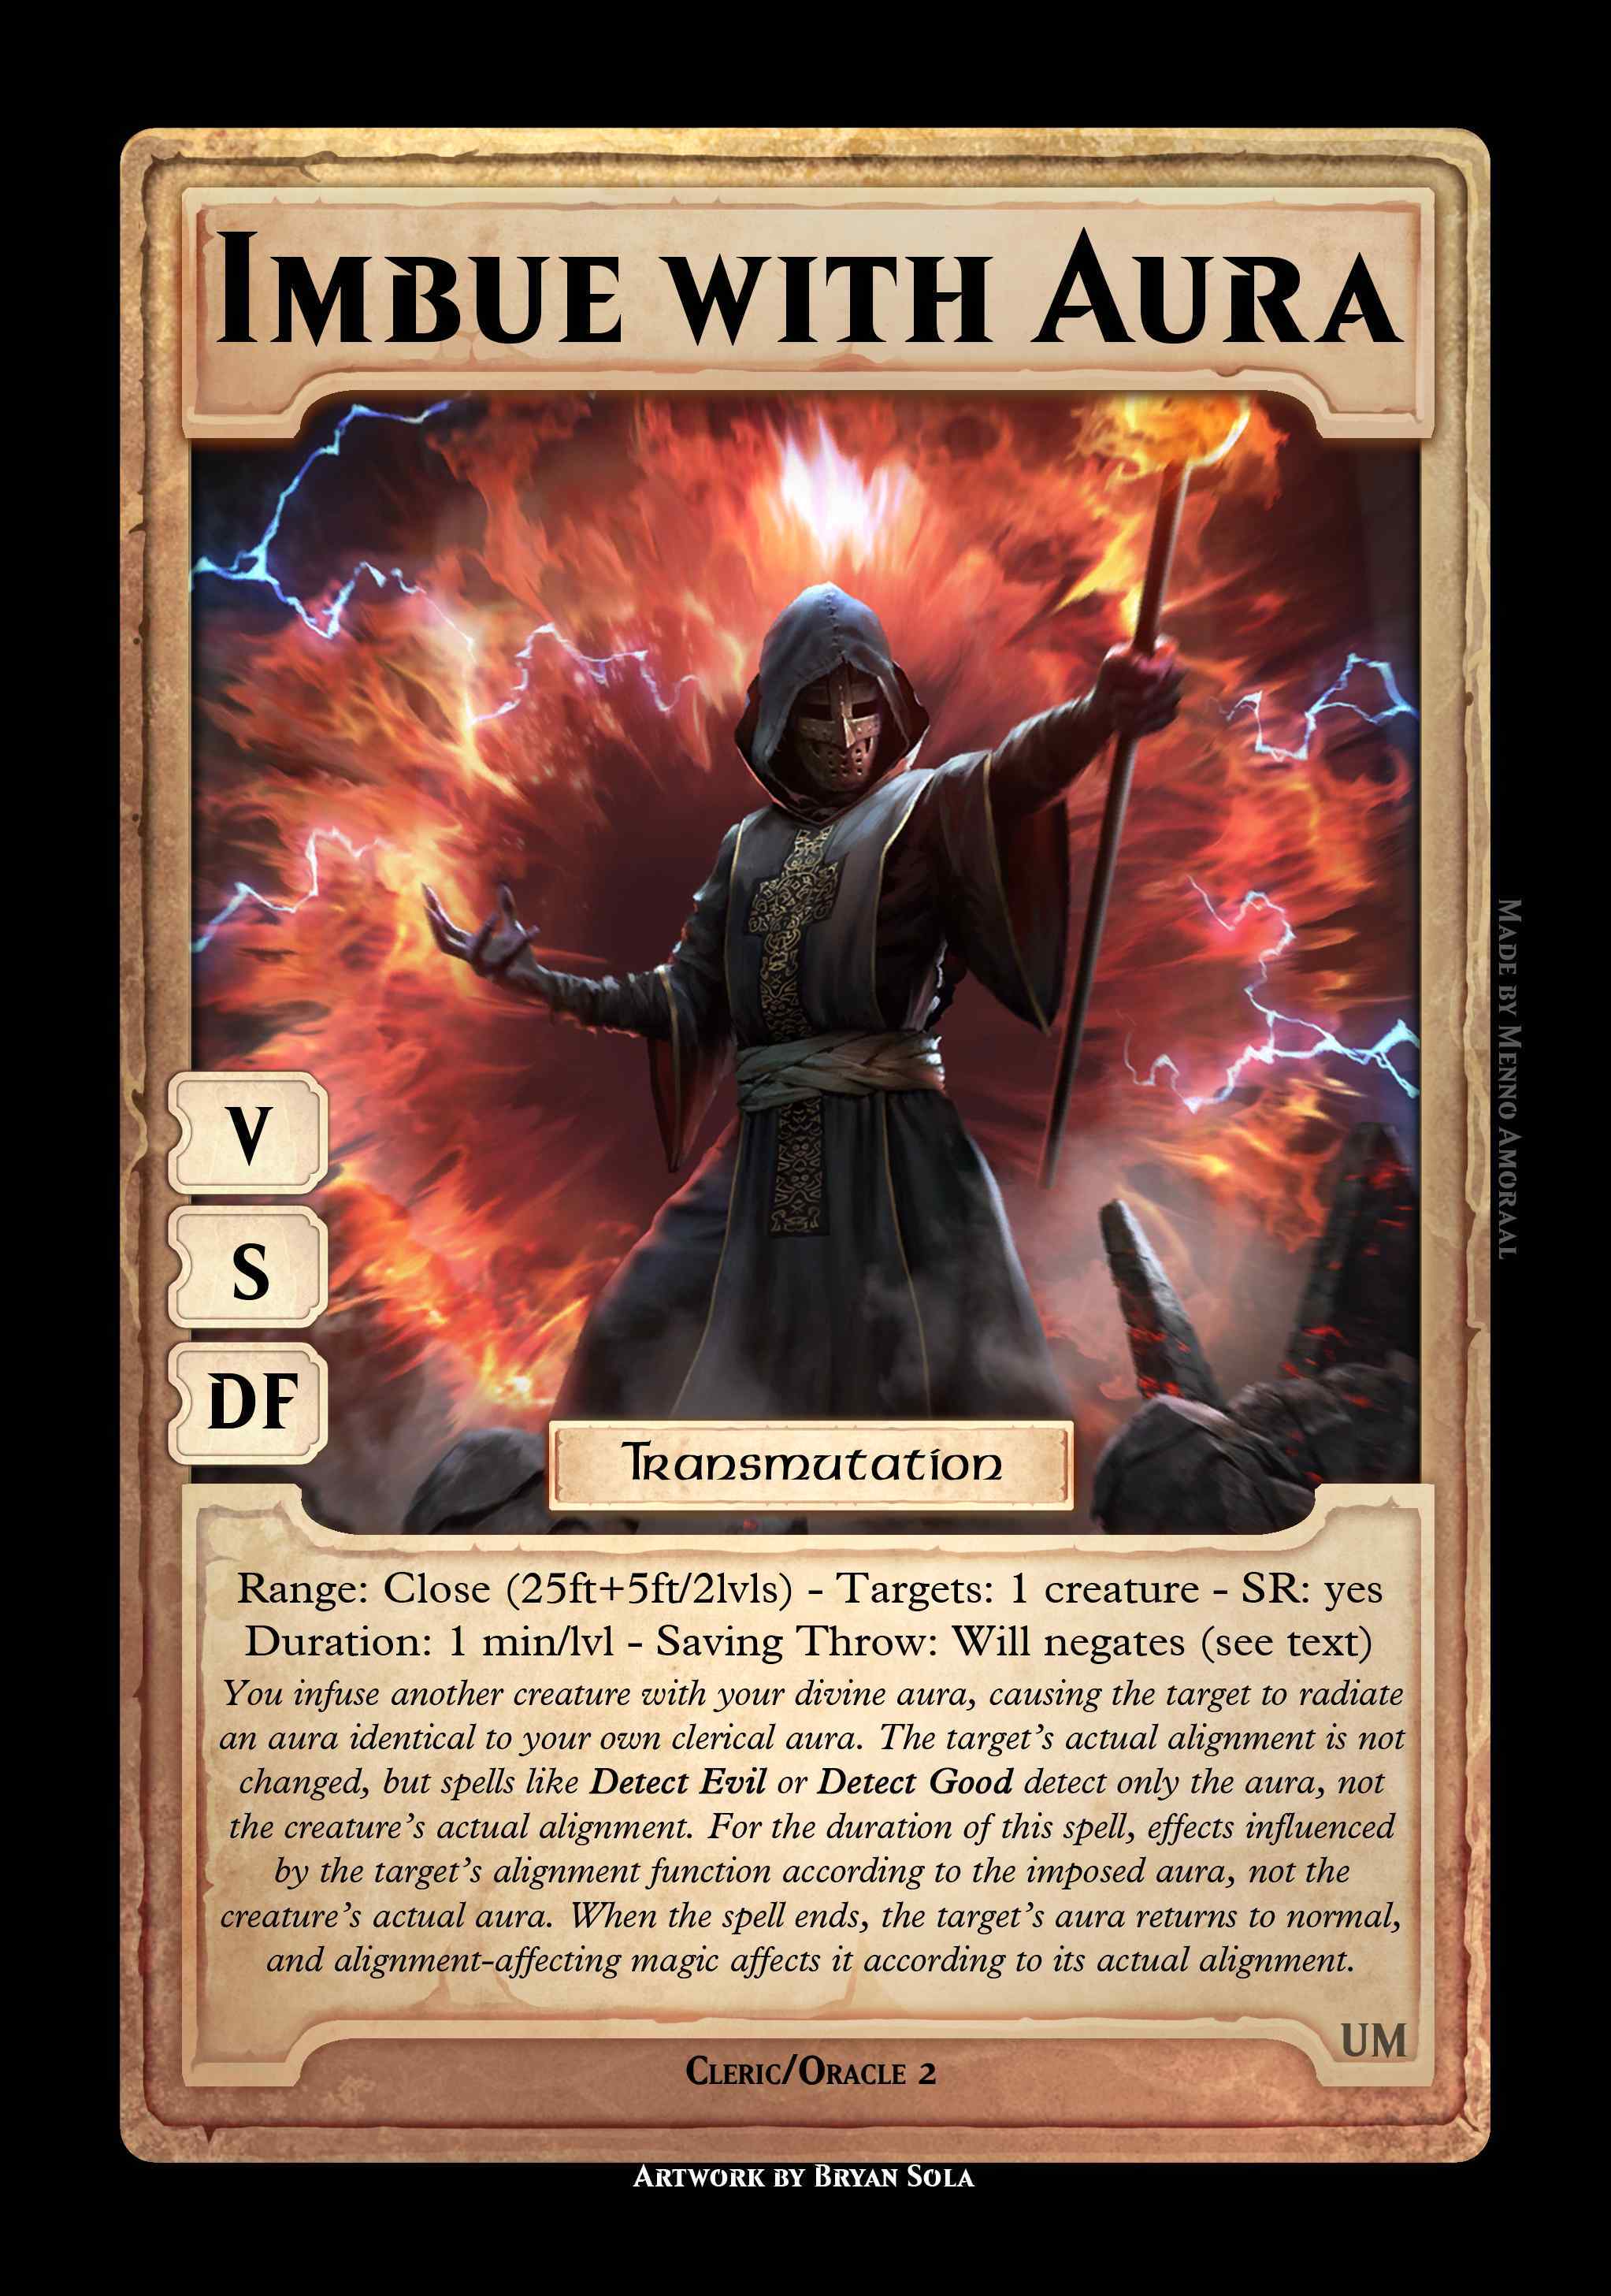 Imbue with Aura
V
S
DF
Transmutation
Range: Close (25ft+5ft/2lvls) - Targets: 1 creature - SR: yes
Duration: 1 min/lvl - Saving Throw: Will negates (see text)
You infuse another creature with your divine aura, causing the target to radiate
an aura identical to your own clerical aura. The target's actual alignment is not
changed, but spells like Detect Evil or Detect Good detect only the aura, not
the creature's actual alignment. For the duration of this spell, effects influenced
by the target's alignment function according to the imposed aura, not the
creature's actual aura. When the spell ends, the target's aura returns to normal,
and alignment-affecting magic affects it according to its actual alignment.
UM
Cleric/Oracle 2
Artwork by Bryan Sola
Made by Menno Amoraal